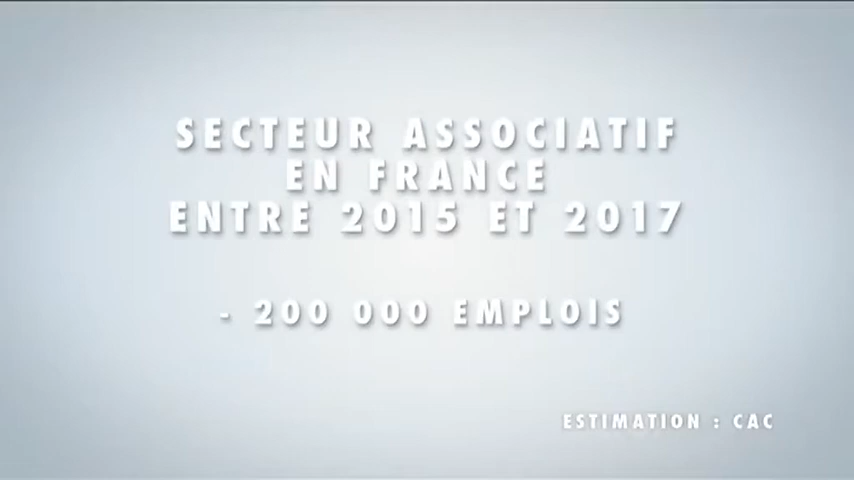 SECTEUR ASSOCIATIF
EN FRANCE
ENTRE 2015 ET 2017
- 200 000 EMPLOIS
ESTIMATION : CAC